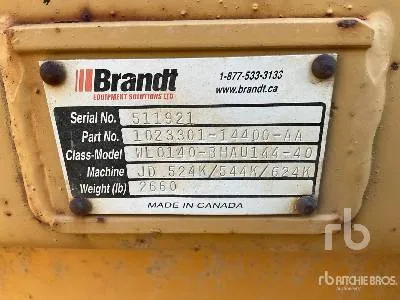 Brandt
EQUIPMENT SOLUTIONS LTD
1-877-533-3133
www.brandt.ca
Serial No. 511921
Part No. 1023301-14400-AA
Class-Model WL0140-3HAU144-40
Machine JD 524K/544K/624K
Weight (lb) 2660
MADE IN CANADA
rb
rb RITCHIE BROS.
Auctioneers